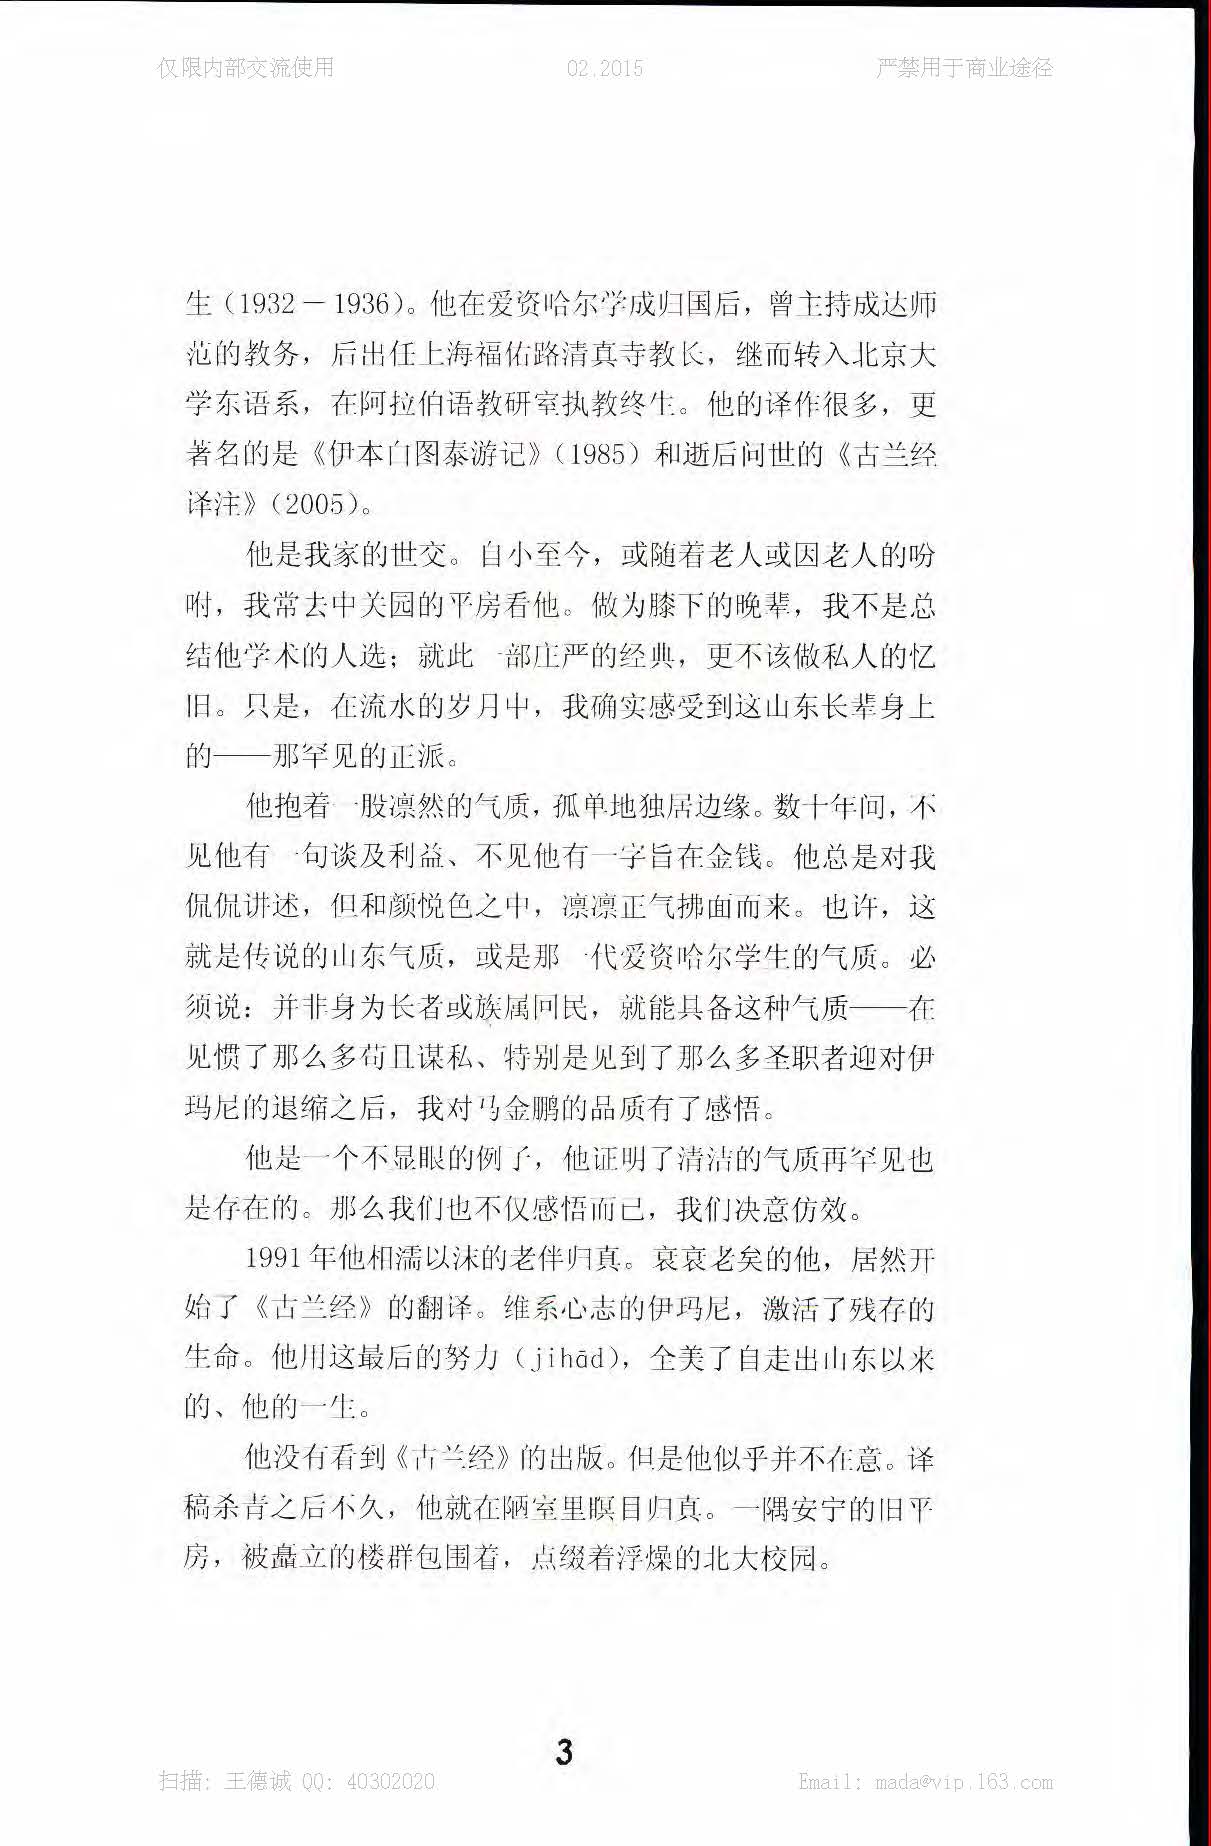 仅限内部交流使用 02.2015 严禁用于商业途径
生（1932－1936）。他在爱资哈尔学成归国后，曾主持成达师
范的教务，后出任上海福佑路清真寺教长，继而转入北京大
学东语系，在阿拉伯语教研室执教终生。他的译作很多，更
著名的是《伊本白图泰游记》（1985）和逝后问世的《古兰经
译注》（2005）。
他是我家的世交。自小至今，或随着老人或因老人的吩
咐，我常去中关园的平房看他。做为膝下的晚辈，我不是总
结他学术的人选；就此一部庄严的经典，更不该做私人的忆
旧。只是，在流水的岁月中，我确实感受到这山东长辈身上
的——那罕见的正派。
他抱着一股凛然的气质，孤单地独居边缘。数十年间，不
见他有一句谈及利益、不见他有一字旨在金钱。他总是对我
侃侃讲述，但和颜悦色之中，凛凛正气拂面而来。也许，这
就是传说的山东气质，或是那一代爱资哈尔学生的气质。必
须说：并非身为长者或族属回民，就能具备这种气质——在
见惯了那么多苟且谋私、特别是见到了那么多圣职者迎对伊
玛尼的退缩之后，我对马金鹏的品质有了感悟。
他是一个不显眼的例子，他证明了清洁的气质再罕见也
是存在的。那么我们也不仅感悟而已，我们决意仿效。
1991年他相濡以沫的老伴归真。哀哀老矣的他，居然开
始了《古兰经》的翻译。维系心志的伊玛尼，激活了残存的
生命。他用这最后的努力（jihād），全美了自走出山东以来
的、他的一生。
他没有看到《古兰经》的出版。但是他似乎并不在意。译
稿杀青之后不久，他就在陋室里瞑目归真。一隅安宁的旧平
房，被矗立的楼群包围着，点缀着浮燥的北大校园。
3
扫描：王德诚 QQ: 40302020 Email: mada@vip.163.com